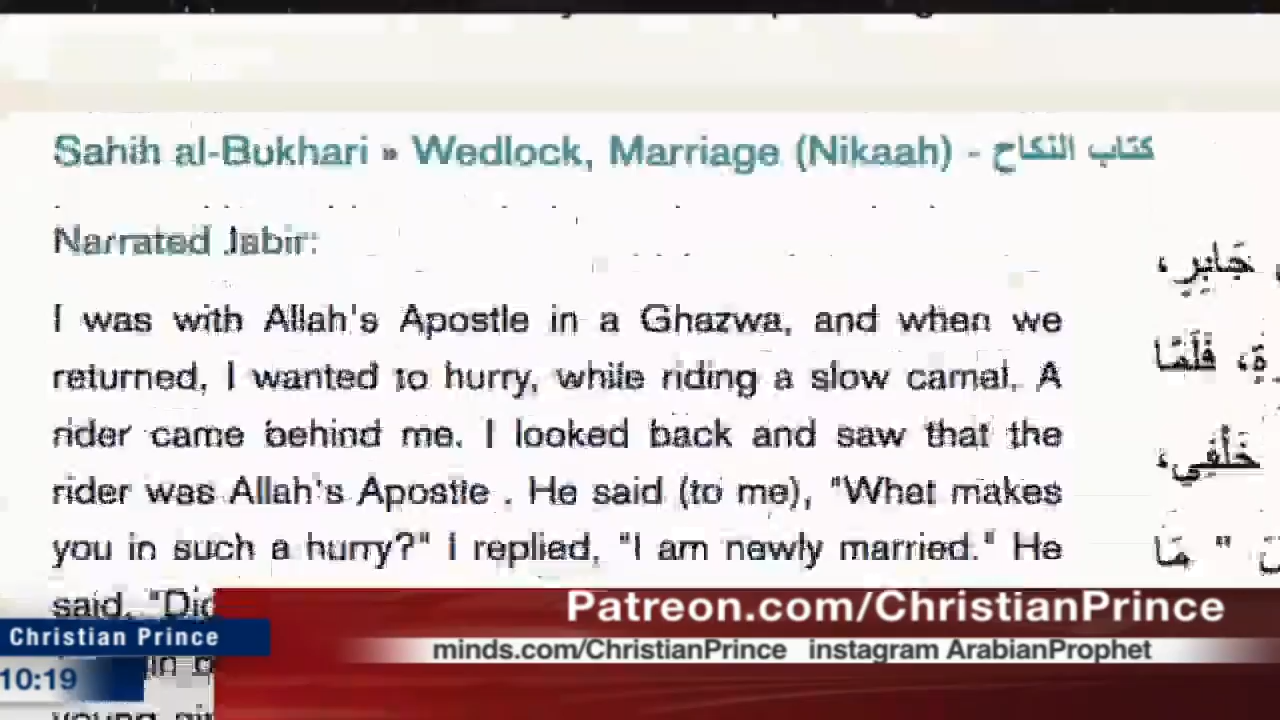 Sahih al-Bukhari » Wedlock, Marriage (Nikaah) - كتاب النكاح
Narrated Jabir:
جَابِرٍ،
I was with Allah's Apostle in a Ghazwa, and when we
فَلَمَّا
returned, I wanted to hurry, while riding a slow camel. A
rider came behind me. I looked back and saw that the
خَلْفِي،
rider was Allah's Apostle . He said (to me), "What makes
you in such a hurry?" I replied, "I am newly married." He
" مَا
said, "Did
Patreon.com/ChristianPrince
Christian Prince
minds.com/ChristianPrince instagram ArabianProphet
10:19